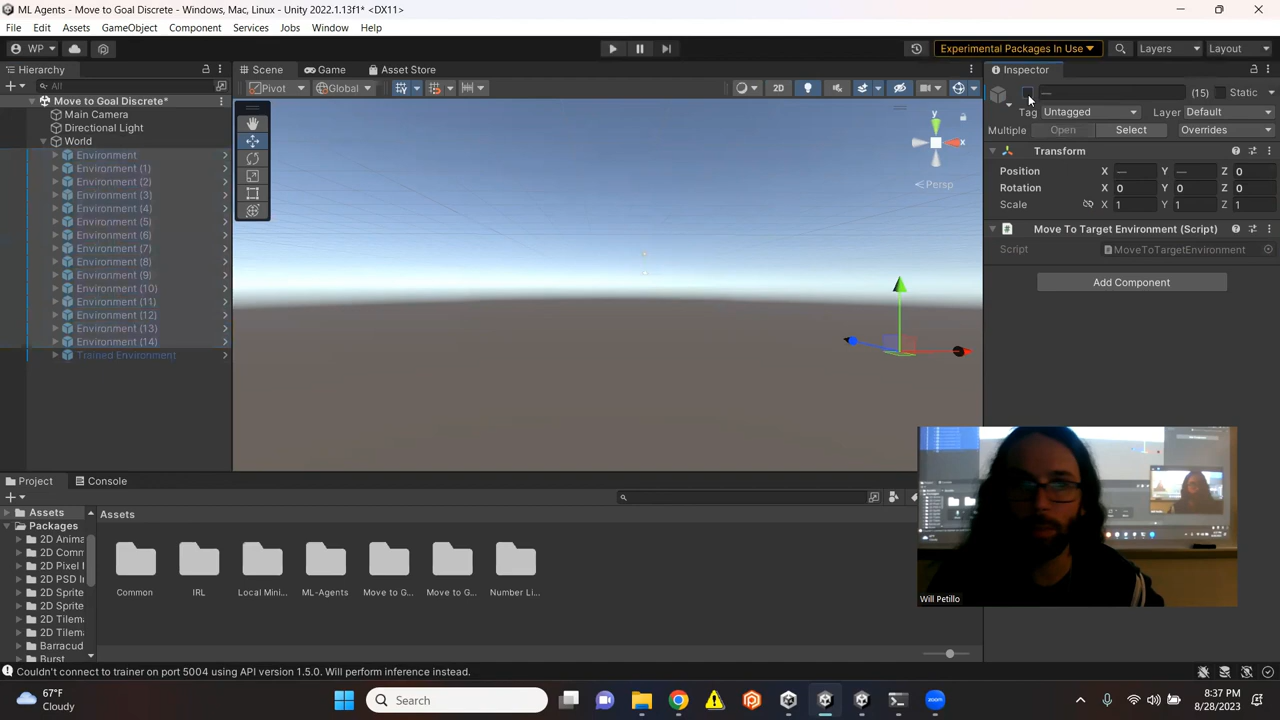 ML Agents - Move to Goal Discrete - Windows, Mac, Linux - Unity 2022.1.13f1* <DX11>
File Edit Assets GameObject Component Services Jobs Window Help
WP Experimental Packages In Use Layers Layout
Hierarchy
All
Move to Goal Discrete*
Main Camera
Directional Light
World
Environment
Environment (1)
Environment (2)
Environment (3)
Environment (4)
Environment (5)
Environment (6)
Environment (7)
Environment (8)
Environment (9)
Environment (10)
Environment (11)
Environment (12)
Environment (13)
Environment (14)
Trained Environment
Scene Game Asset Store
Pivot Global 2D
y
x
Persp
Inspector
— (15) Static
Tag Untagged Layer Default
Multiple Open Select Overrides
Transform
Position X — Y — Z 0
Rotation X 0 Y 0 Z 0
Scale X 1 Y 1 Z 1
Move To Target Environment (Script)
Script MoveToTargetEnvironment
Add Component
Project Console
Assets
Packages
2D Anima
2D Comm
2D Pixel
2D PSD In
2D Sprite
2D Sprite
2D Tilema
2D Tilem
Barracud
Burst
Assets
Common IRL Local Mini... ML-Agents Move to G... Move to G... Number Li...
Will Petillo
Couldn't connect to trainer on port 5004 using API version 1.5.0. Will perform inference instead.
67°F
Cloudy
Search
8:37 PM
8/28/2023